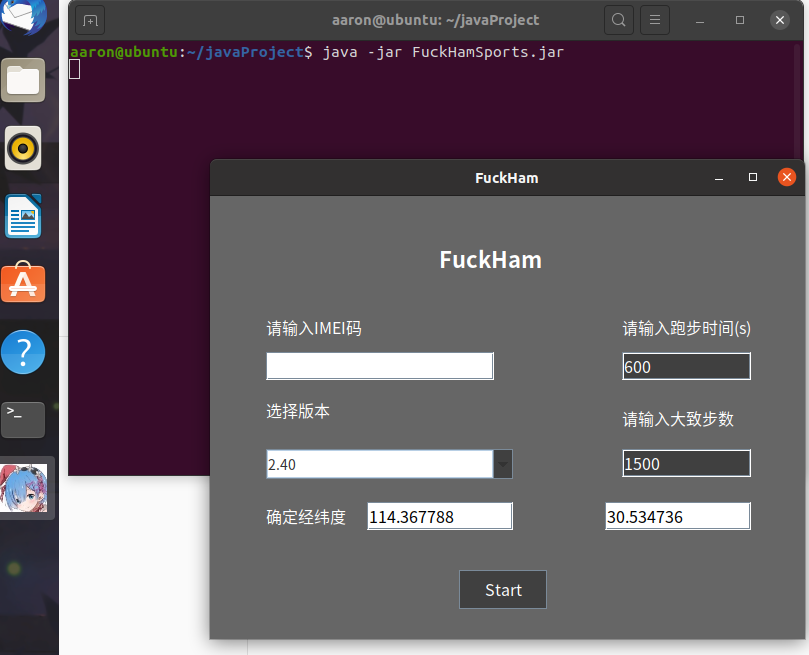 aaron@ubuntu: ~/javaProject
aaron@ubuntu:~/javaProject$ java -jar FuckHamSports.jar
FuckHam
FuckHam
请输入IMEI码
请输入跑步时间(s)
600
选择版本
请输入大致步数
2.40
1500
确定经纬度
114.367788
30.534736
Start